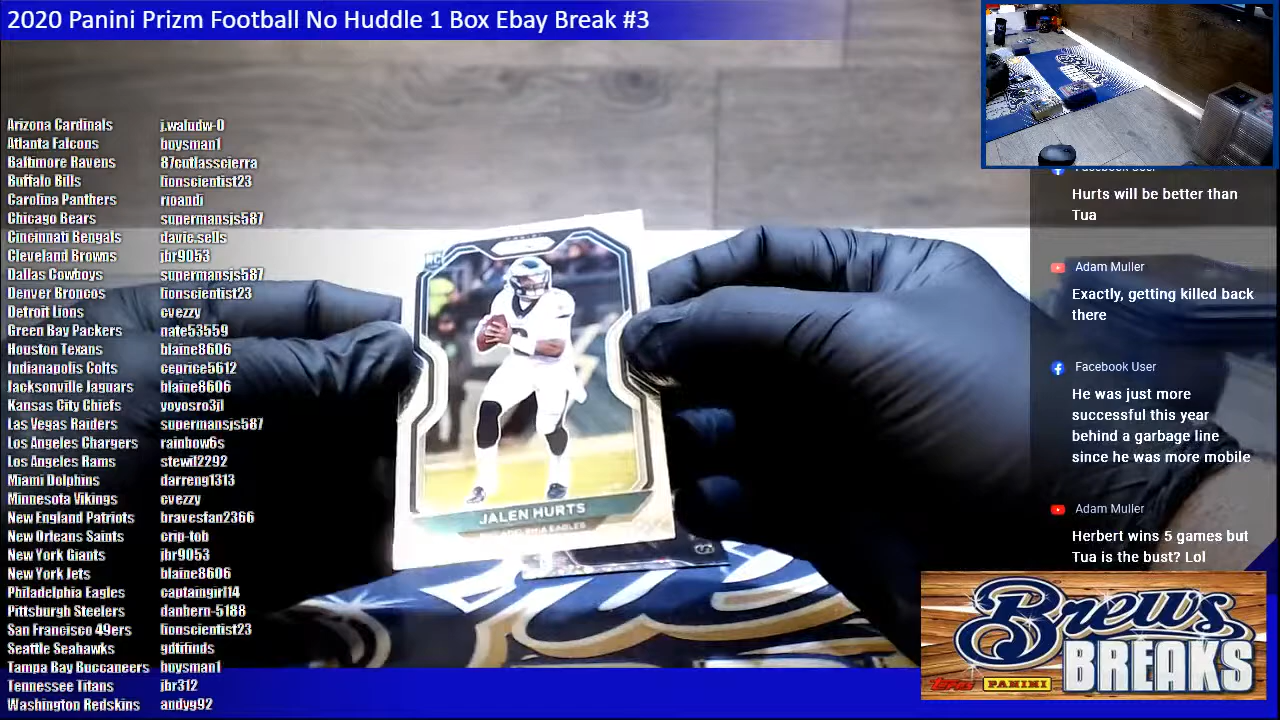 2020 Panini Prizm Football No Huddle 1 Box Ebay Break #3
Arizona Cardinals j.waludw-0
Atlanta Falcons buysman1
Baltimore Ravens 87cutlasscierra
Buffalo Bills lionscientist23
Carolina Panthers rioandi
Chicago Bears supermansjs587
Cincinnati Bengals davie.sells
Cleveland Browns jbr9053
Dallas Cowboys supermansjs587
Denver Broncos lionscientist23
Detroit Lions cvezzy
Green Bay Packers nate53559
Houston Texans blaine8606
Indianapolis Colts ceprice5612
Jacksonville Jaguars blaine8606
Kansas City Chiefs yoyosro3jl
Las Vegas Raiders supermansjs587
Los Angeles Chargers rainbow6s
Los Angeles Rams stewil2292
Miami Dolphins darreng1313
Minnesota Vikings cvezzy
New England Patriots bravesfan2366
New Orleans Saints crip-tob
New York Giants jbr9053
New York Jets blaine8606
Philadelphia Eagles captaingirl14
Pittsburgh Steelers danhern-5188
San Francisco 49ers lionscientist23
Seattle Seahawks gdtifinds
Tampa Bay Buccaneers buysman1
Tennessee Titans jbr312
Washington Redskins andyg92
RC
JALEN HURTS
PHILADELPHIA EAGLES
Facebook User
Hurts will be better than
Tua
Adam Muller
Exactly, getting killed back
there
Facebook User
He was just more
successful this year
behind a garbage line
since he was more mobile
Adam Muller
Herbert wins 5 games but
Tua is the bust? Lol
Brews
BREAKS
Topps PANINI